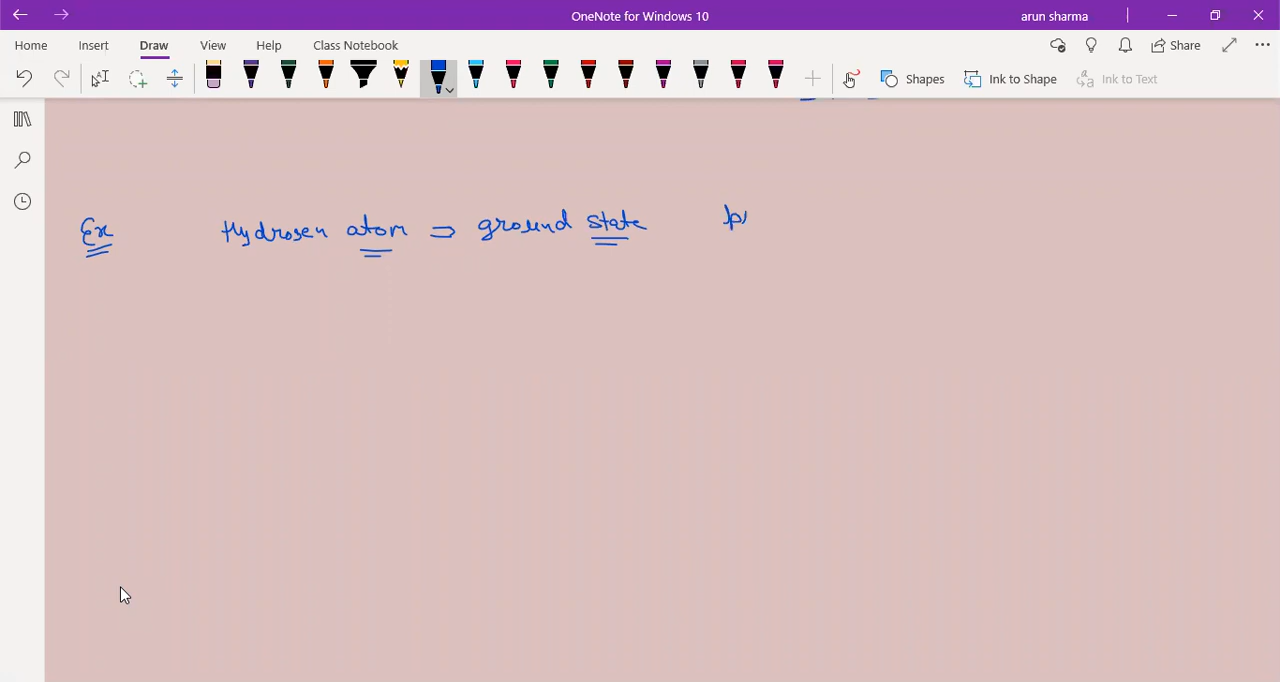 OneNote for Windows 10
arun sharma
Home Insert Draw View Help Class Notebook Share
Shapes Ink to Shape Ink to Text
Ex Hydrogen atom ⇒ ground state